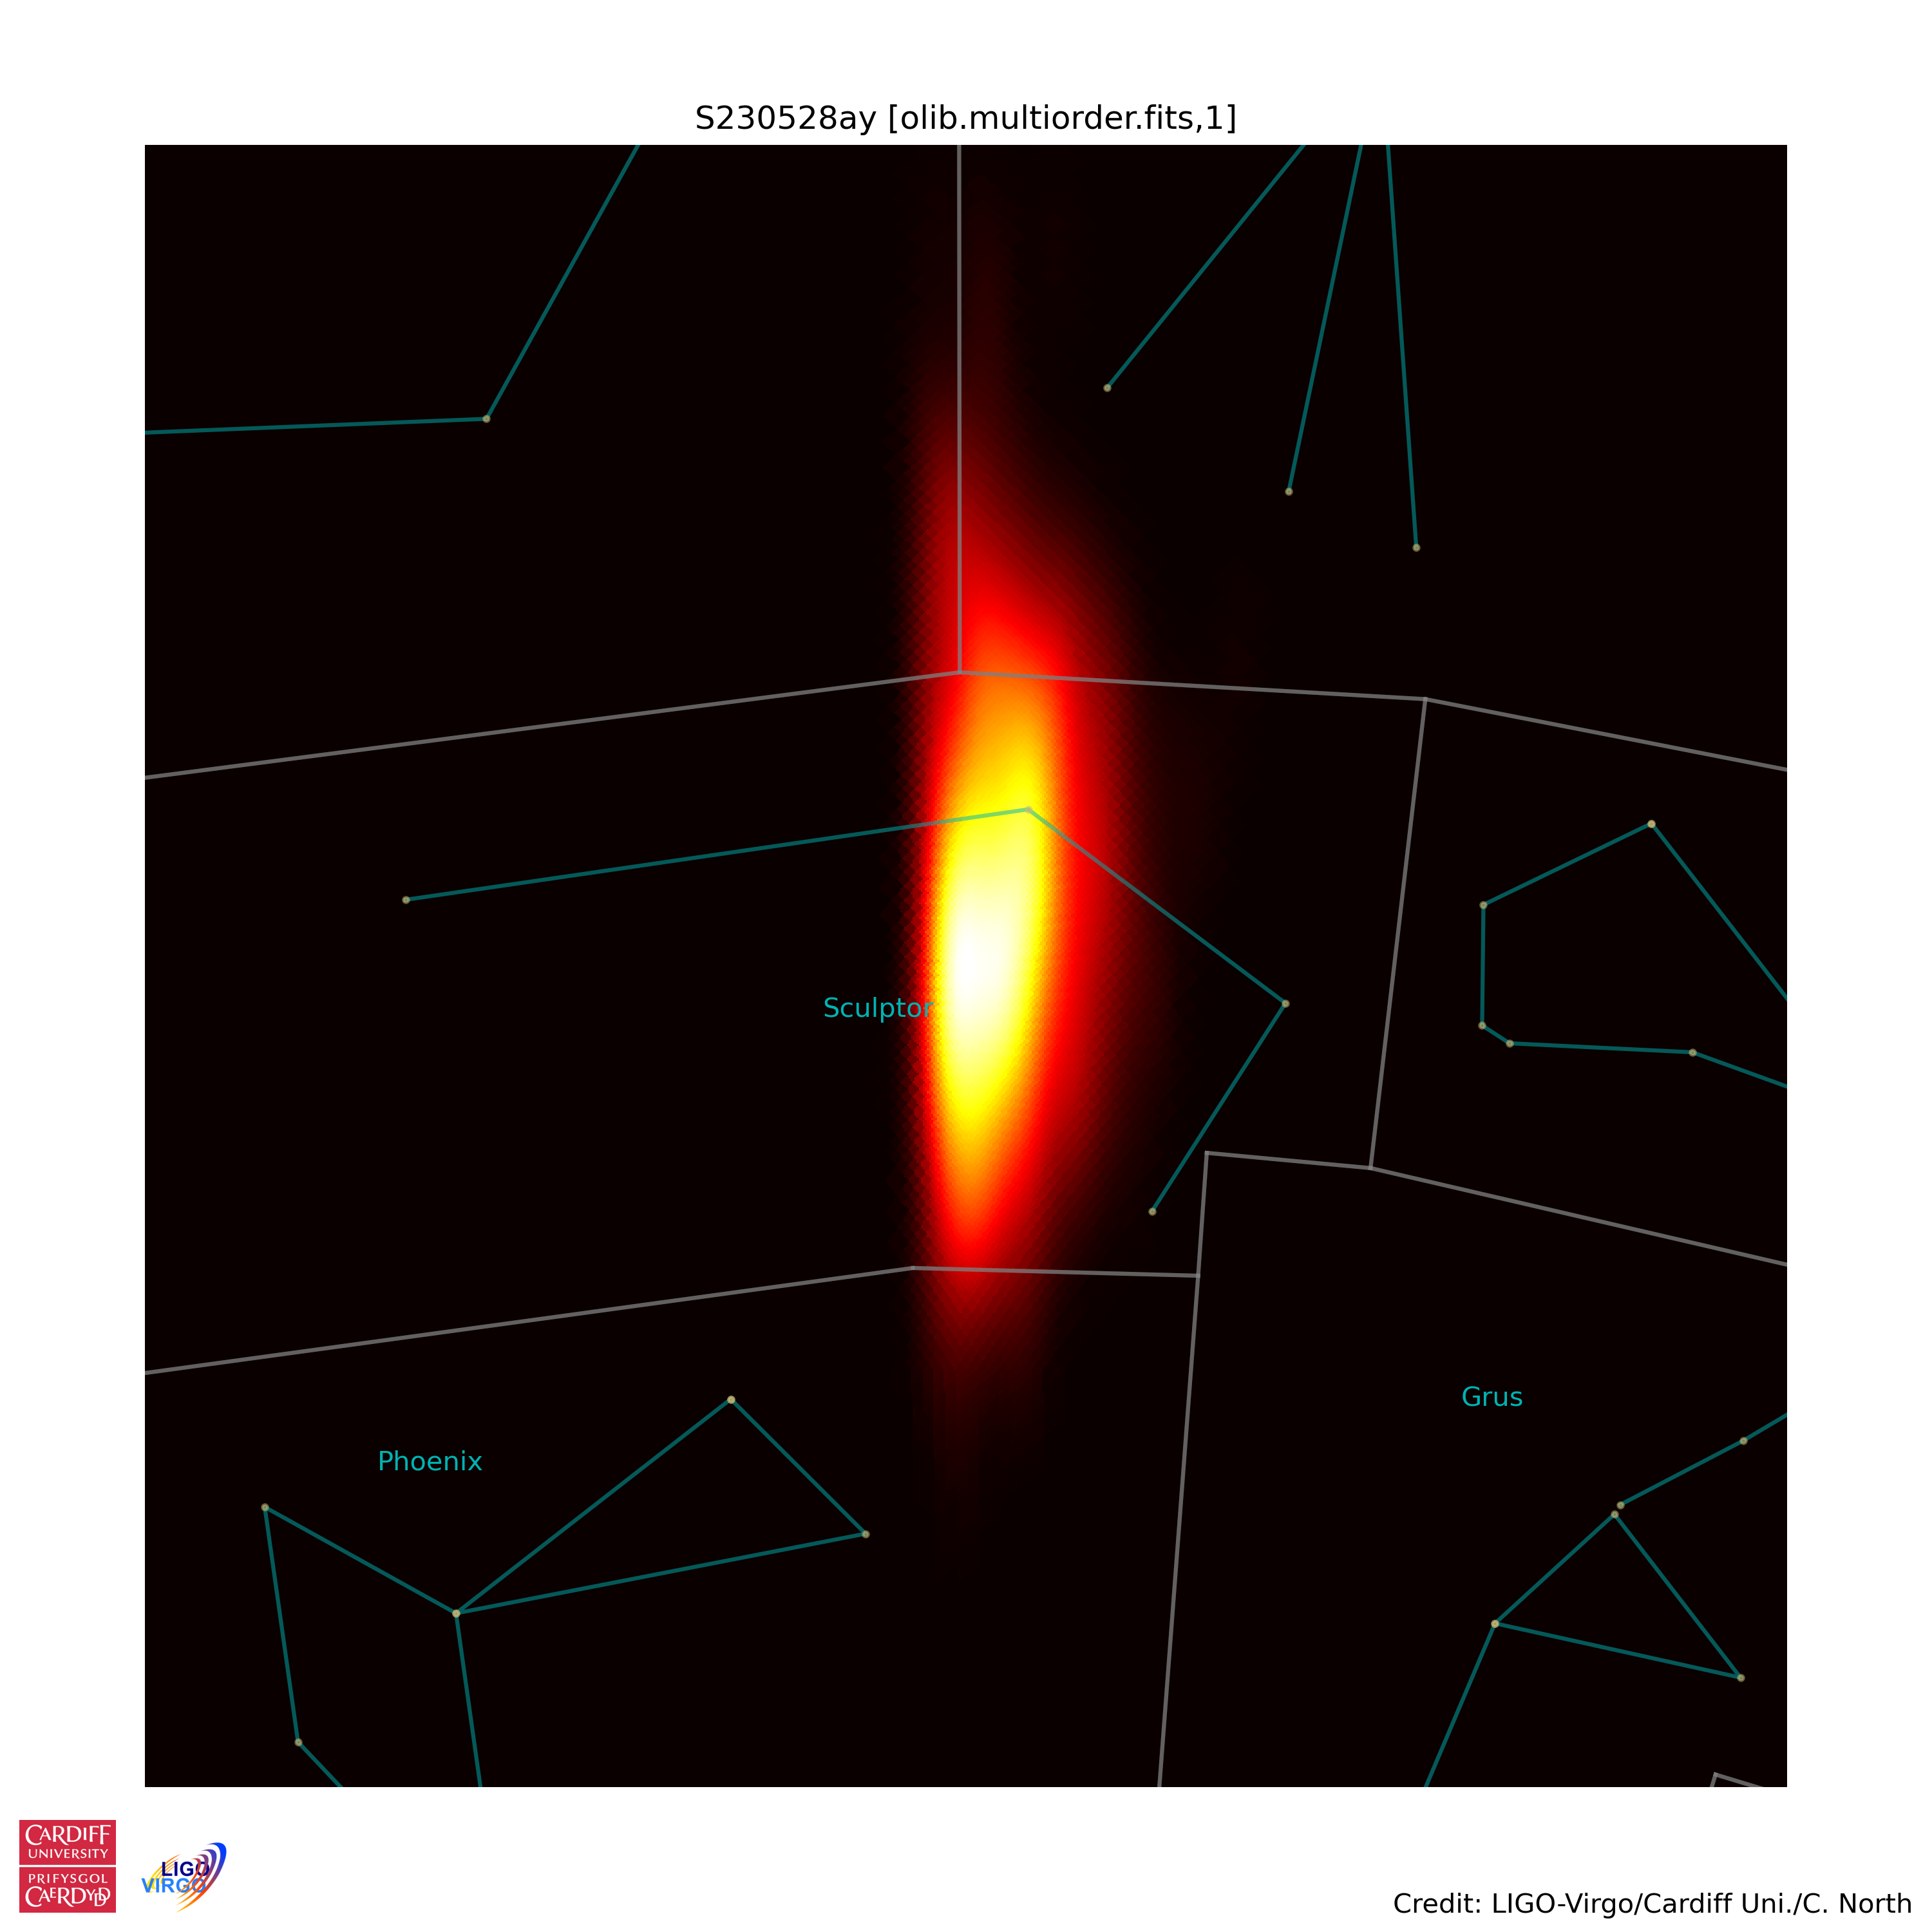 S230528ay [olib.multiorder.fits,1]
Sculptor
Grus
Phoenix
CARDIFF
UNIVERSITY
PRIFYSGOL
CAERDYDD
LIGO
VIRGO
Credit: LIGO-Virgo/Cardiff Uni./C. North